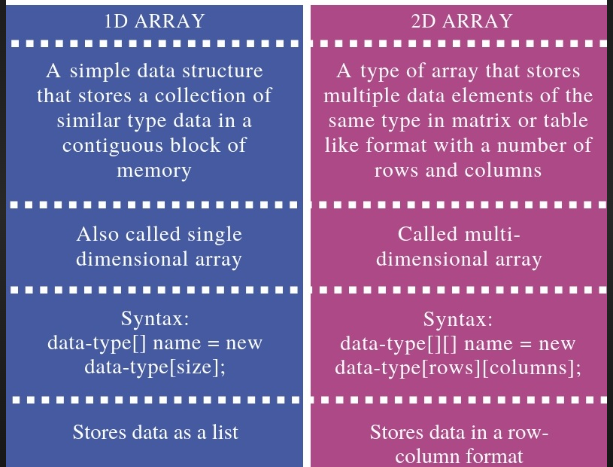 1D ARRAY
A simple data structure
that stores a collection of
similar type data in a
contiguous block of
memory
Also called single
dimensional array
Syntax:
data-type[] name = new
data-type[size];
Stores data as a list
2D ARRAY
A type of array that stores
multiple data elements of the
same type in matrix or table
like format with a number of
rows and columns
Called multi-
dimensional array
Syntax:
data-type[][] name = new
data-type[rows][columns];
Stores data in a row-
column format